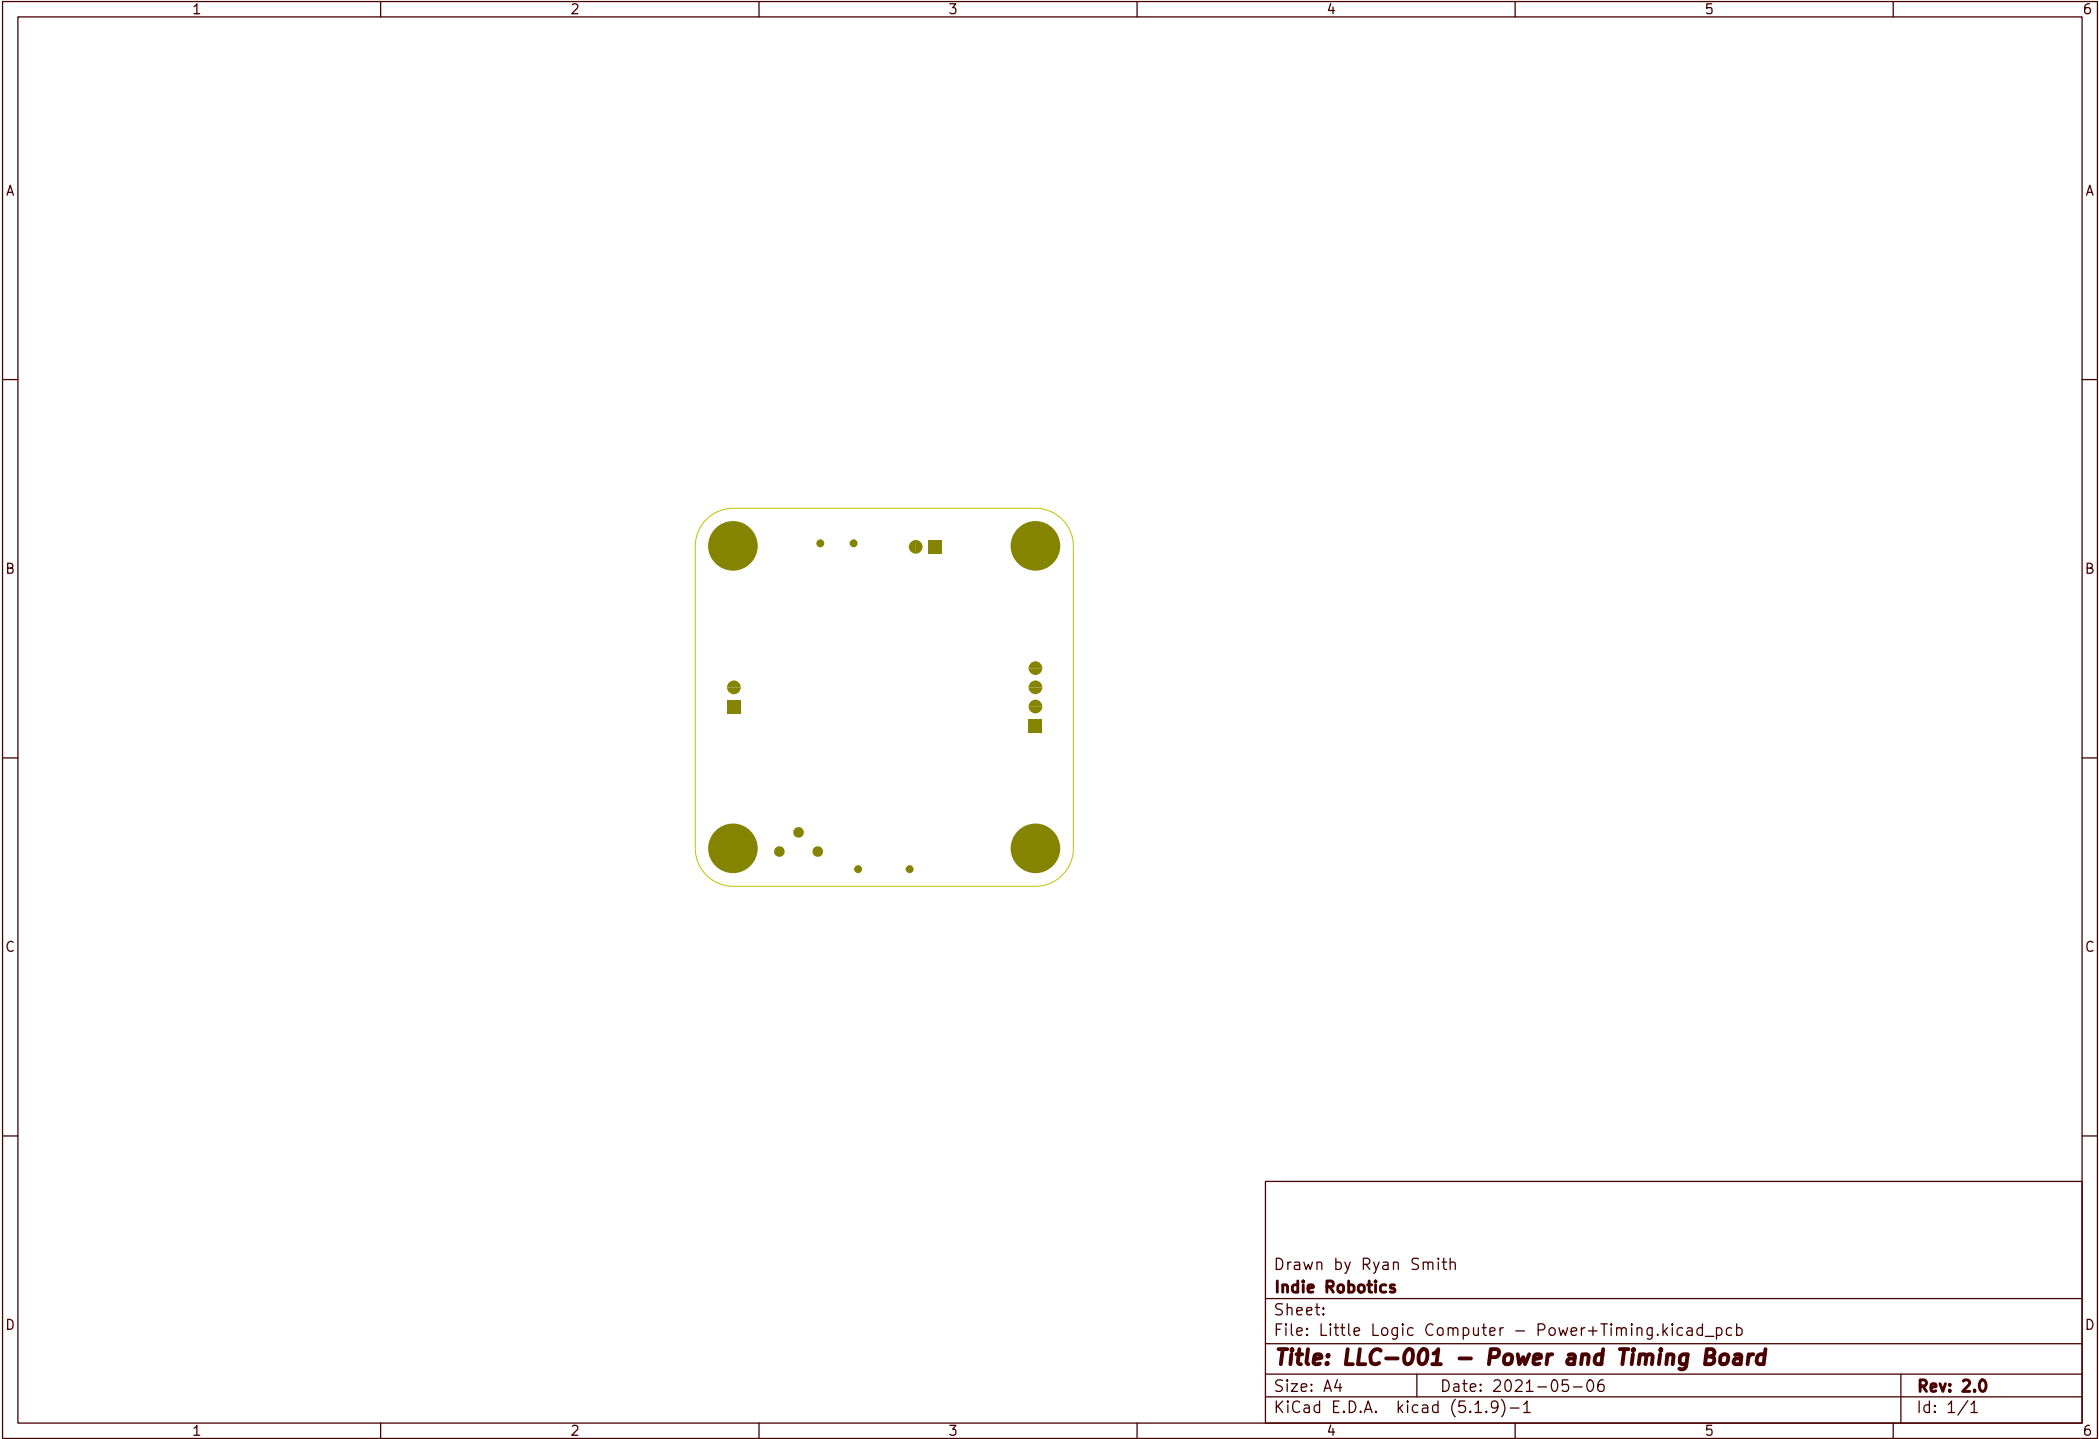 1 2 3 4 5 6
A A
B B
C C
D D
Drawn by Ryan Smith
Indie Robotics
Sheet:
File: Little Logic Computer - Power+Timing.kicad_pcb
Title: LLC-001 - Power and Timing Board
Size: A4 Date: 2021-05-06 Rev: 2.0
KiCad E.D.A. kicad (5.1.9)-1 Id: 1/1
1 2 3 4 5 6